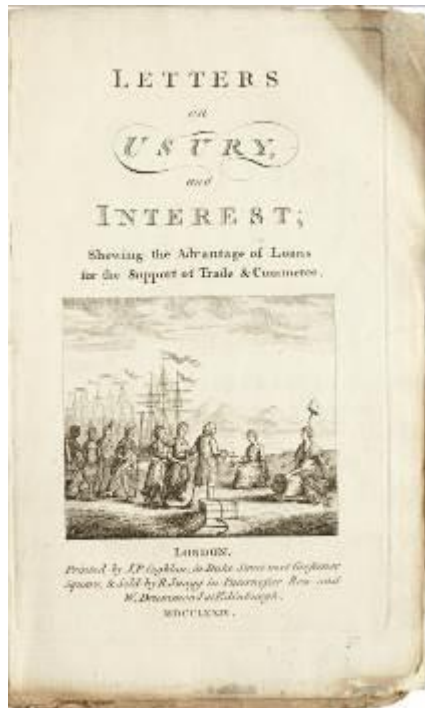 LETTERS
on
USURY,
and
INTEREST;
Shewing the Advantage of Loans
for the Support of Trade & Commerce.
LONDON.
Printed by J.P. Coghlan, in Duke Street near Grosvenor
Square, & Sold by R. Snagg in Paternoster Row and
W. Drummond at Edinburgh.
MDCCLXXIV.